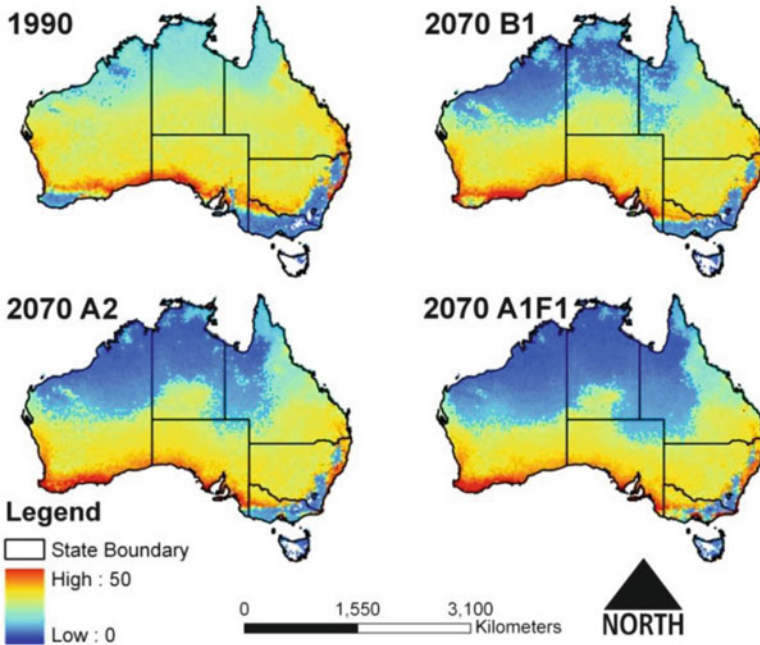 1990
2070 B1
2070 A2
2070 A1F1
Legend
State Boundary
High : 50
Low : 0
0 1,550 3,100
Kilometers
NORTH